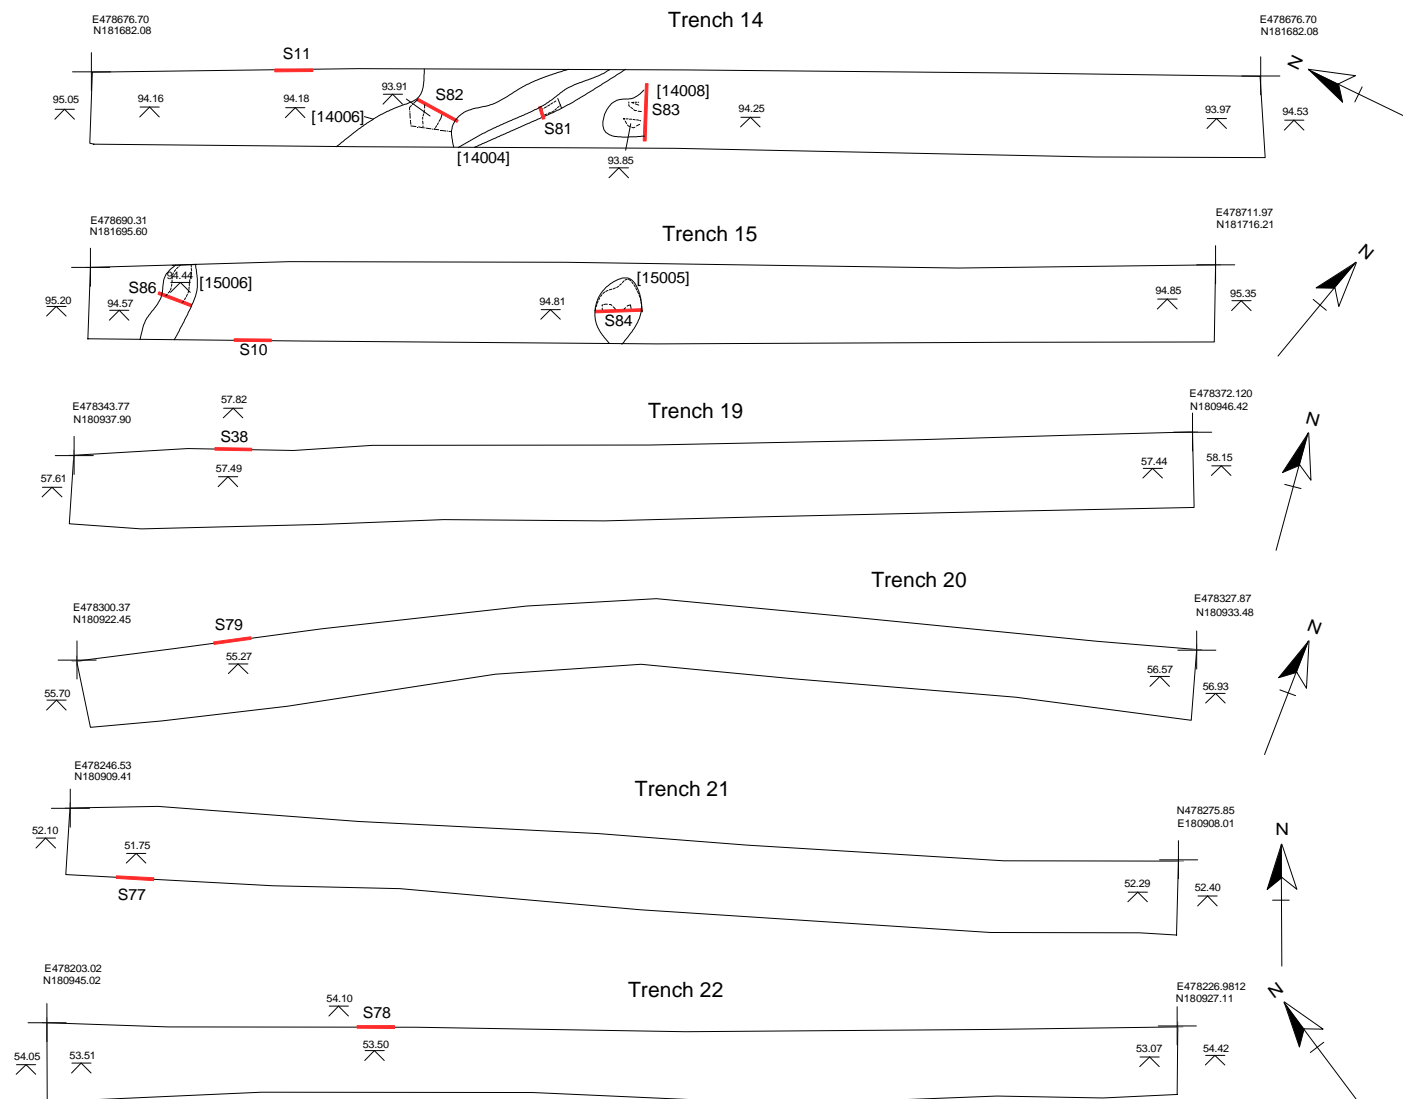 Trench 14
E478676.70
N181682.08
E478676.70
N181682.08
S11
N
95.05
94.16
94.18
93.91
S82
[14006]
[14004]
S81
[14008]
S83
93.85
94.25
93.97
94.53
Trench 15
E478690.31
N181695.60
E478711.97
N181716.21
N
95.20
94.57
S86
94.44
[15006]
S10
94.81
[15005]
S84
94.85
95.35
Trench 19
E478343.77
N180937.90
57.82
S38
57.49
57.61
E478372.120
N180946.42
57.44
58.15
N
Trench 20
E478300.37
N180922.45
S79
55.27
55.70
E478327.87
N180933.48
56.57
56.93
N
Trench 21
E478246.53
N180909.41
52.10
51.75
S77
N478275.85
E180908.01
52.29
52.40
N
Trench 22
E478203.02
N180945.02
54.10
S78
53.50
54.05
53.51
E478226.9812
N180927.11
53.07
54.42
N